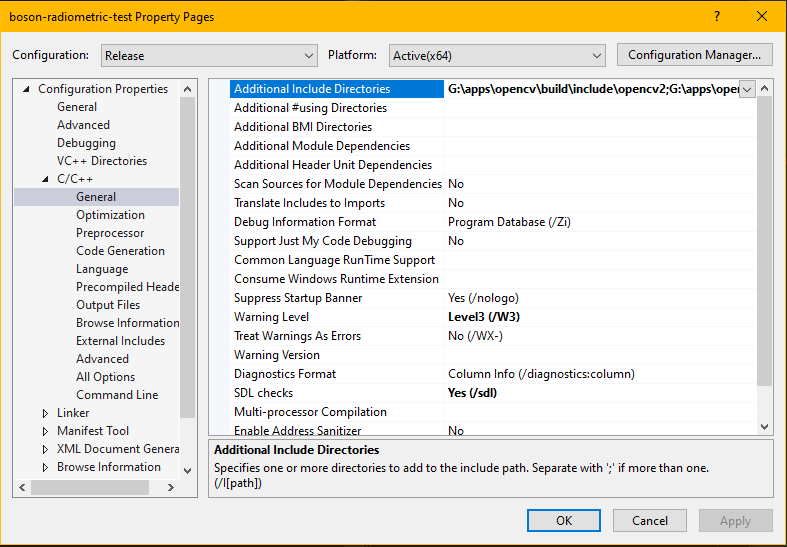 boson-radiometric-test Property Pages
Configuration: Release Platform: Active(x64) Configuration Manager...
Configuration Properties
General
Advanced
Debugging
VC++ Directories
C/C++
General
Optimization
Preprocessor
Code Generation
Language
Precompiled Heade
Output Files
Browse Information
External Includes
Advanced
All Options
Command Line
Linker
Manifest Tool
XML Document Genera
Browse Information
Additional Include Directories G:\apps\opencv\build\include\opencv2;G:\apps\oper
Additional #using Directories
Additional BMI Directories
Additional Module Dependencies
Additional Header Unit Dependencies
Scan Sources for Module Dependencies No
Translate Includes to Imports No
Debug Information Format Program Database (/Zi)
Support Just My Code Debugging No
Common Language RunTime Support
Consume Windows Runtime Extension
Suppress Startup Banner Yes (/nologo)
Warning Level Level3 (/W3)
Treat Warnings As Errors No (/WX-)
Warning Version
Diagnostics Format Column Info (/diagnostics:column)
SDL checks Yes (/sdl)
Multi-processor Compilation
Enable Address Sanitizer No
Additional Include Directories
Specifies one or more directories to add to the include path. Separate with ';' if more than one.
(/I[path])
OK Cancel Apply